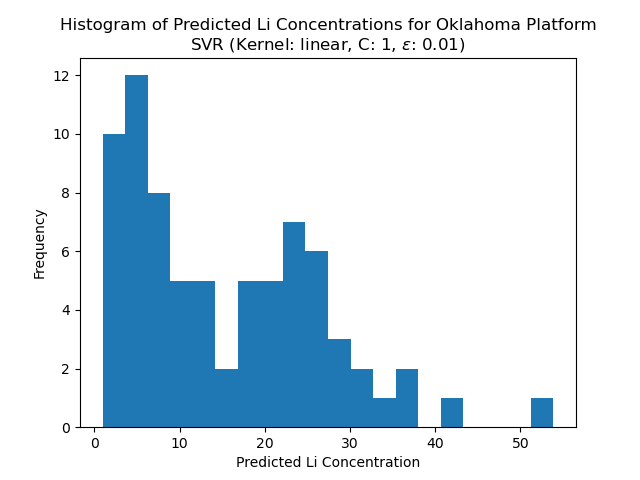 Histogram of Predicted Li Concentrations for Oklahoma Platform
SVR (Kernel: linear, C: 1, ε: 0.01)
12
10
8
6
4
2
0
Frequency
0 10 20 30 40 50
Predicted Li Concentration